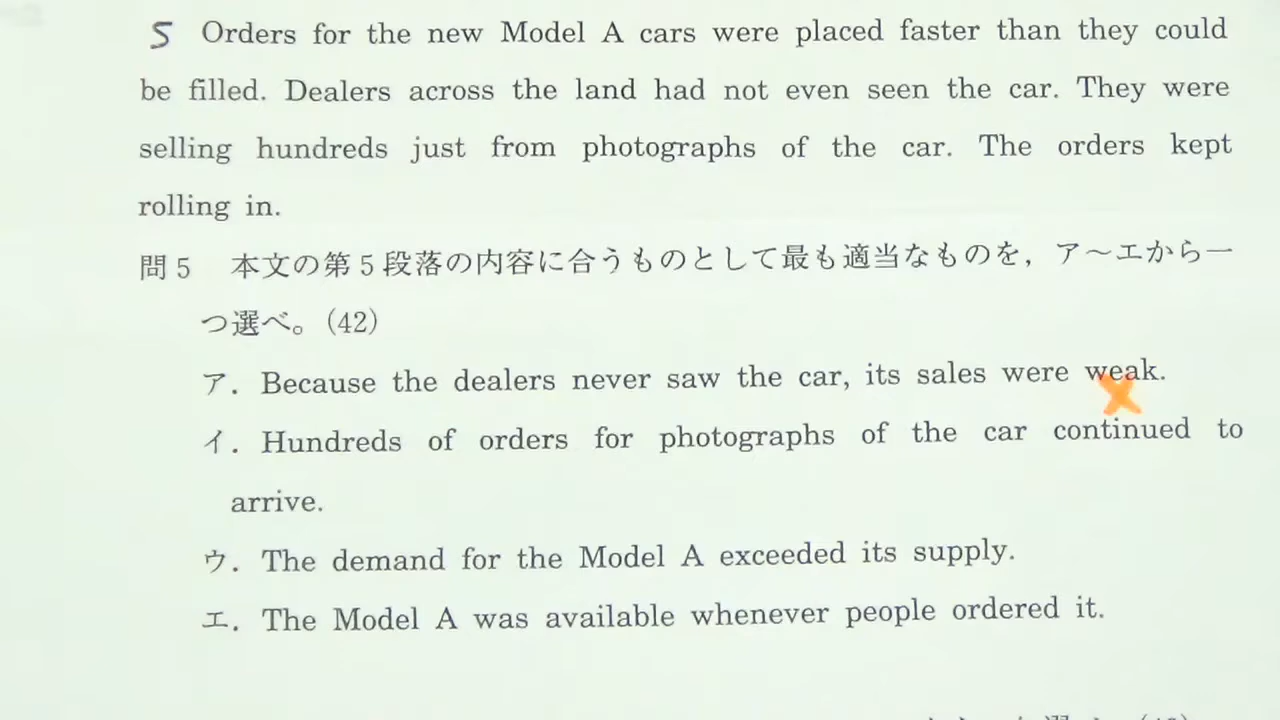 5 Orders for the new Model A cars were placed faster than they could
be filled. Dealers across the land had not even seen the car. They were
selling hundreds just from photographs of the car. The orders kept
rolling in.
問5 本文の第5段落の内容に合うものとして最も適当なものを，ア～エから一
つ選べ。(42)
ア．Because the dealers never saw the car, its sales were weak.
イ．Hundreds of orders for photographs of the car continued to
arrive.
ウ．The demand for the Model A exceeded its supply.
エ．The Model A was available whenever people ordered it.